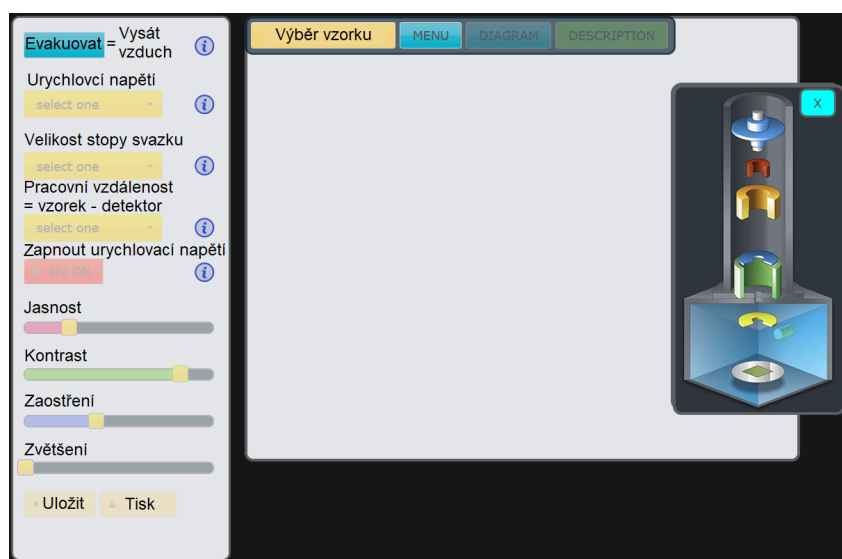 Evakuovat = Vysát
vzduch
Urychlovcí napětí
select one
Velikost stopy svazku
select one
Pracovní vzdálenost
= vzorek - detektor
select one
Zapnout urychlovací napětí
HV ON
Jasnost
Kontrast
Zaostření
Zvětšení
Uložit Tisk
Výběr vzorku MENU DIAGRAM DESCRIPTION
X